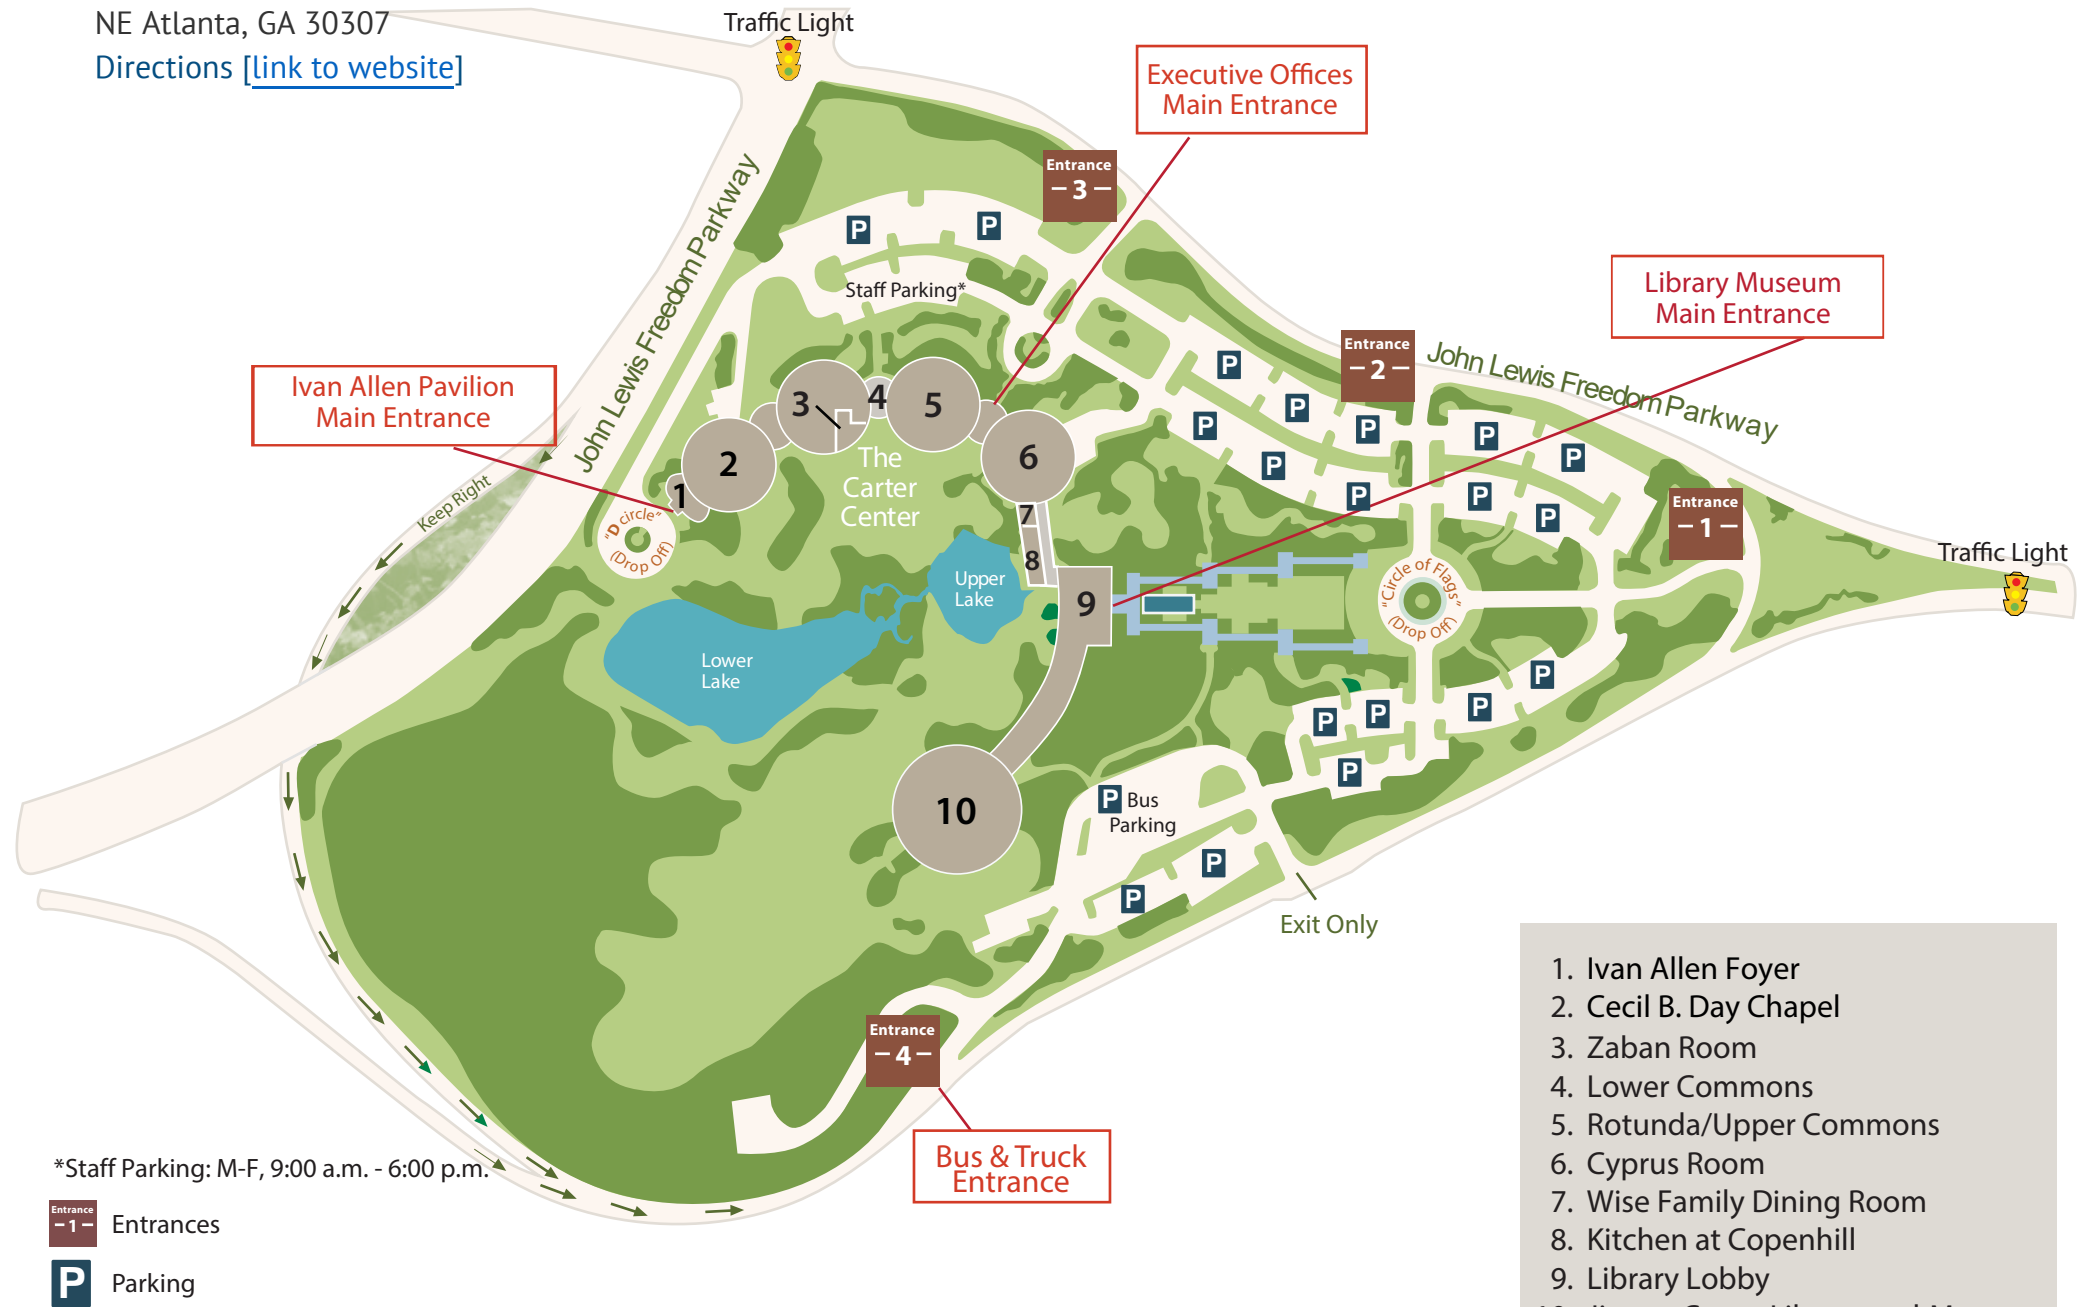 NE Atlanta, GA 30307
Directions [link to website]
Traffic Light
Executive Offices
Main Entrance
Entrance
3
P
P
Staff Parking*
John Lewis Freedom Parkway
Library Museum
Main Entrance
Entrance
2
John Lewis Freedom Parkway
Ivan Allen Pavilion
Main Entrance
Keep Right
P
P
P
P
P
P
P
P
P
P
Entrance
1
Traffic Light
3
4
5
2
6
1
The
Carter
Center
"D circle"
(Drop Off)
7
8
9
Upper
Lake
Lower
Lake
"Circle of Flags"
(Drop Off)
P
P
P
P
P
10
P Bus
Parking
P
P
Exit Only
Entrance
4
Bus & Truck
Entrance
*Staff Parking: M-F, 9:00 a.m. - 6:00 p.m.
Entrance
1
Entrances
P Parking
1. Ivan Allen Foyer
2. Cecil B. Day Chapel
3. Zaban Room
4. Lower Commons
5. Rotunda/Upper Commons
6. Cyprus Room
7. Wise Family Dining Room
8. Kitchen at Copenhill
9. Library Lobby